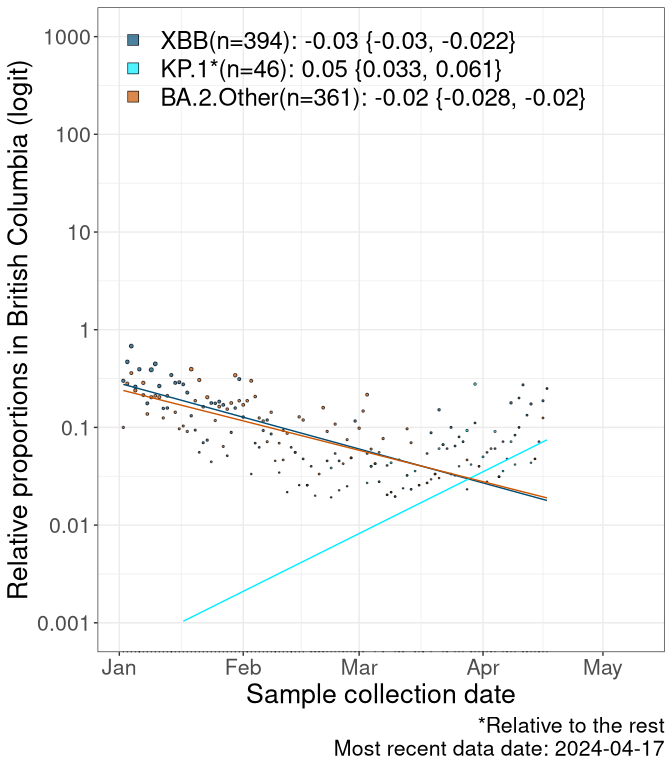 XBB(n=394): -0.03 {-0.03, -0.022}
KP.1*(n=46): 0.05 {0.033, 0.061}
BA.2.Other(n=361): -0.02 {-0.028, -0.02}
Relative proportions in British Columbia (logit)
1000
100
10
1
0.1
0.01
0.001
Jan Feb Mar Apr May
Sample collection date
*Relative to the rest
Most recent data date: 2024-04-17